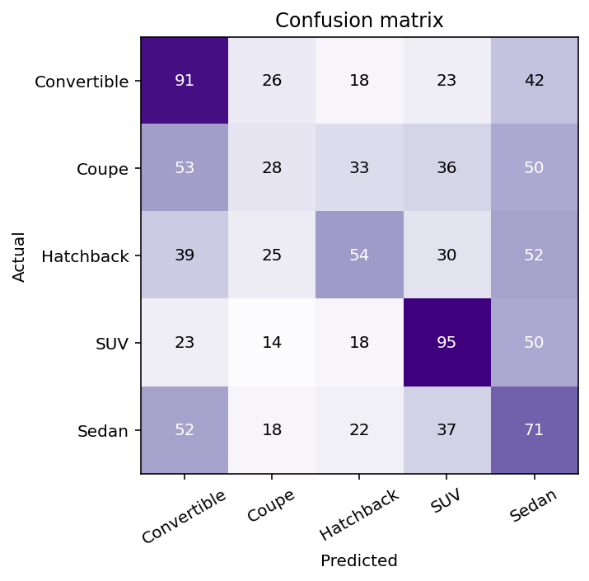 Confusion matrix
Convertible 91 26 18 23 42
Coupe 53 28 33 36 50
Hatchback 39 25 54 30 52
SUV 23 14 18 95 50
Sedan 52 18 22 37 71
Actual
Convertible Coupe Hatchback SUV Sedan
Predicted